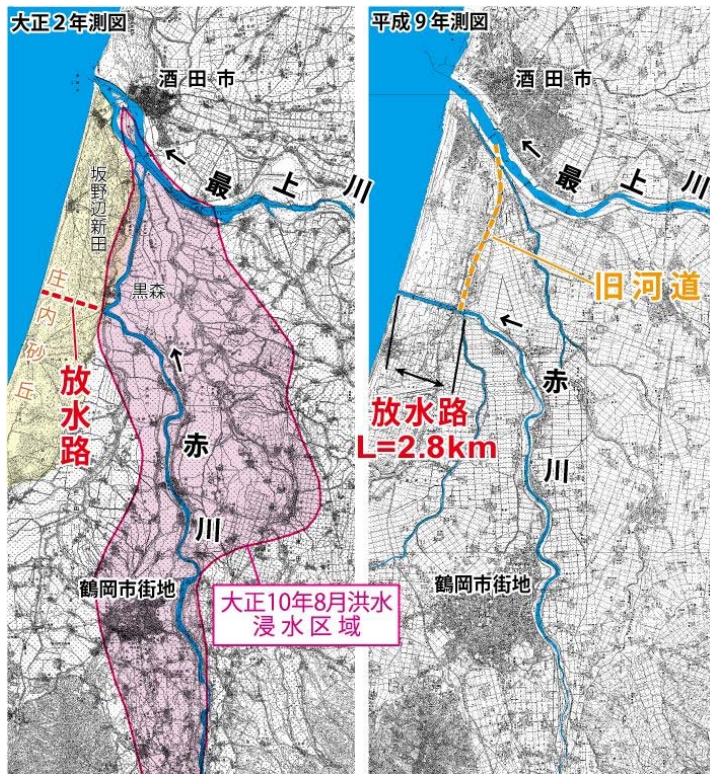 大正2年測図
酒田市
最上川
坂野辺新田
黒森
庄内砂丘
放水路
赤川
鶴岡市街地
大正10年8月洪水
浸水区域
平成9年測図
酒田市
最上川
旧河道
放水路
L=2.8km
赤川
鶴岡市街地